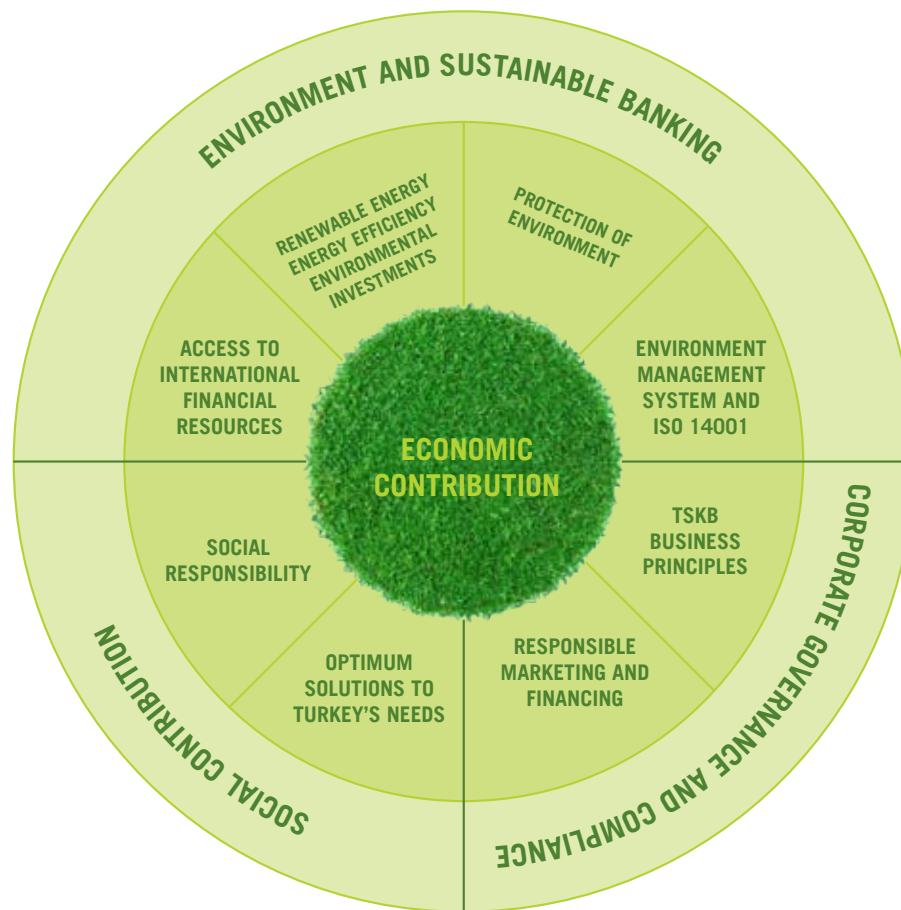 ENVIRONMENT AND SUSTAINABLE BANKING
RENEWABLE ENERGY
ENERGY EFFICIENCY
ENVIRONMENTAL
INVESTMENTS
PROTECTION OF
ENVIRONMENT
ACCESS TO
INTERNATIONAL
FINANCIAL
RESOURCES
ENVIRONMENT
MANAGEMENT
SYSTEM AND
ISO 14001
ECONOMIC
CONTRIBUTION
SOCIAL
RESPONSIBILITY
TSKB
BUSINESS
PRINCIPLES
OPTIMUM
SOLUTIONS TO
TURKEY'S NEEDS
RESPONSIBLE
MARKETING AND
FINANCING
SOCIAL CONTRIBUTION
CORPORATE GOVERNANCE AND COMPLIANCE